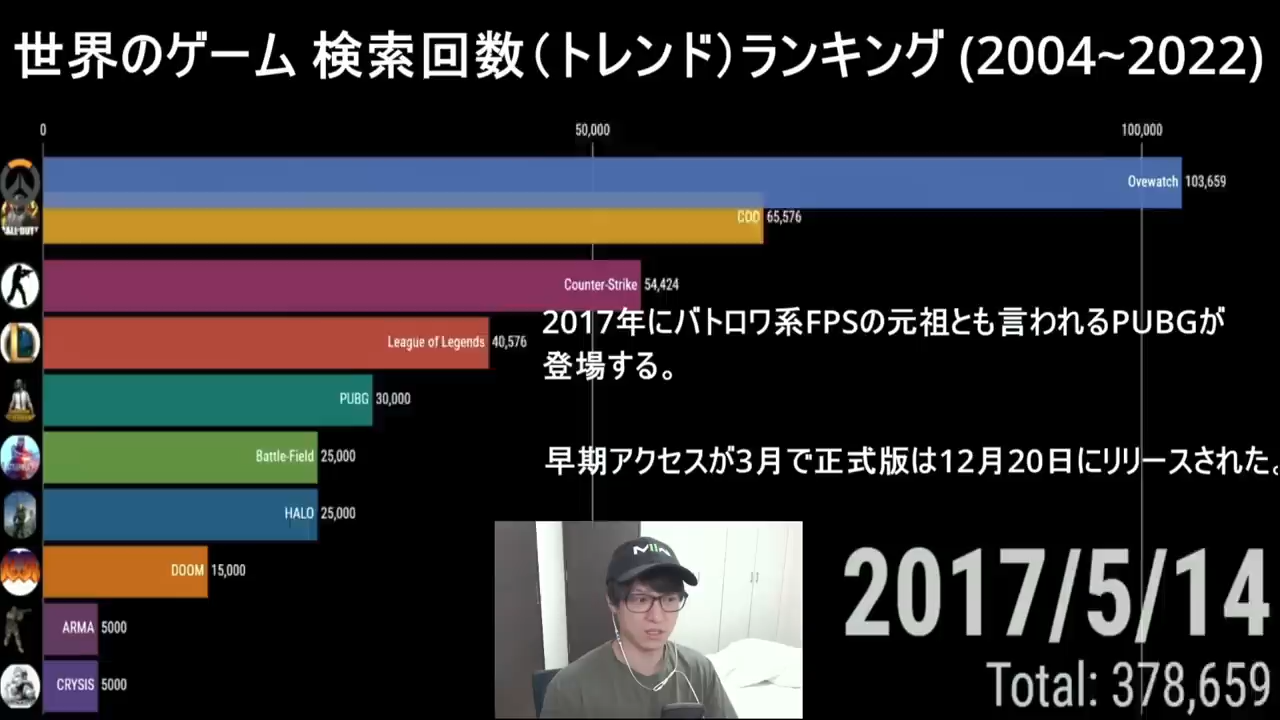 世界のゲーム 検索回数（トレンド）ランキング (2004~2022)
0 50,000 100,000
Ovewatch 103,659
COD 65,576
Counter-Strike 54,424
League of Legends 40,576
PUBG 30,000
Battle-Field 25,000
HALO 25,000
DOOM 15,000
ARMA 5000
CRYSIS 5000
2017年にバトロワ系FPSの元祖とも言われるPUBGが
登場する。
早期アクセスが3月で正式版は12月20日にリリースされた。
2017/5/14
Total: 378,659